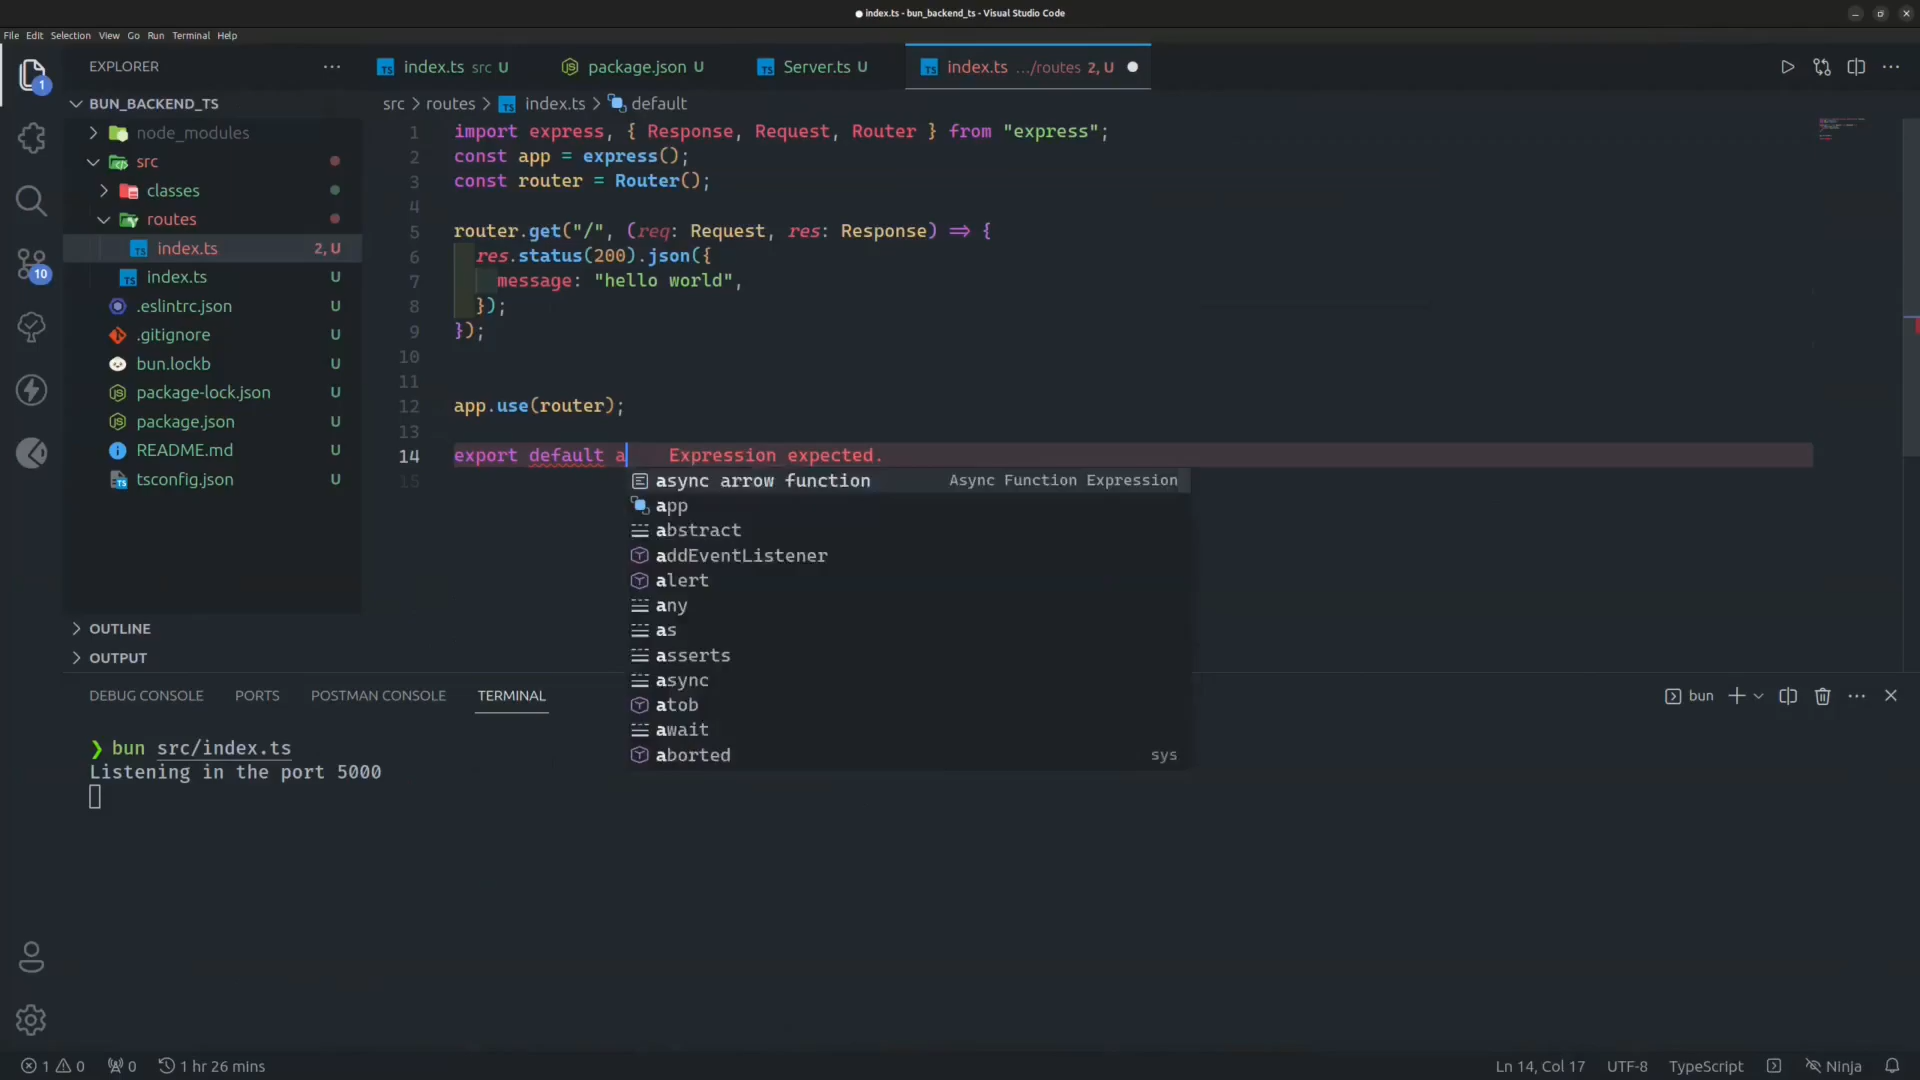 index.ts - bun_backend_ts - Visual Studio Code
File Edit Selection View Go Run Terminal Help
EXPLORER
index.ts src U
package.json U
Server.ts U
index.ts .../routes 2, U
BUN_BACKEND_TS
src > routes > index.ts > default
node_modules
src
classes
routes
index.ts 2, U
index.ts U
.eslintrc.json U
.gitignore U
bun.lockb U
package-lock.json U
package.json U
README.md U
tsconfig.json U
OUTLINE
OUTPUT
1 import express, { Response, Request, Router } from "express";
2 const app = express();
3 const router = Router();
4
5 router.get("/", (req: Request, res: Response) => {
6 res.status(200).json({
7 message: "hello world",
8 });
9 });
10
11
12 app.use(router);
13
14 export default a Expression expected.
15
async arrow function Async Function Expression
app
abstract
addEventListener
alert
any
as
asserts
async
atob
await
aborted sys
DEBUG CONSOLE PORTS POSTMAN CONSOLE TERMINAL
bun
❯ bun src/index.ts
Listening in the port 5000
1
10
1 0 0 1 hr 26 mins
Ln 14, Col 17 UTF-8 TypeScript Ninja